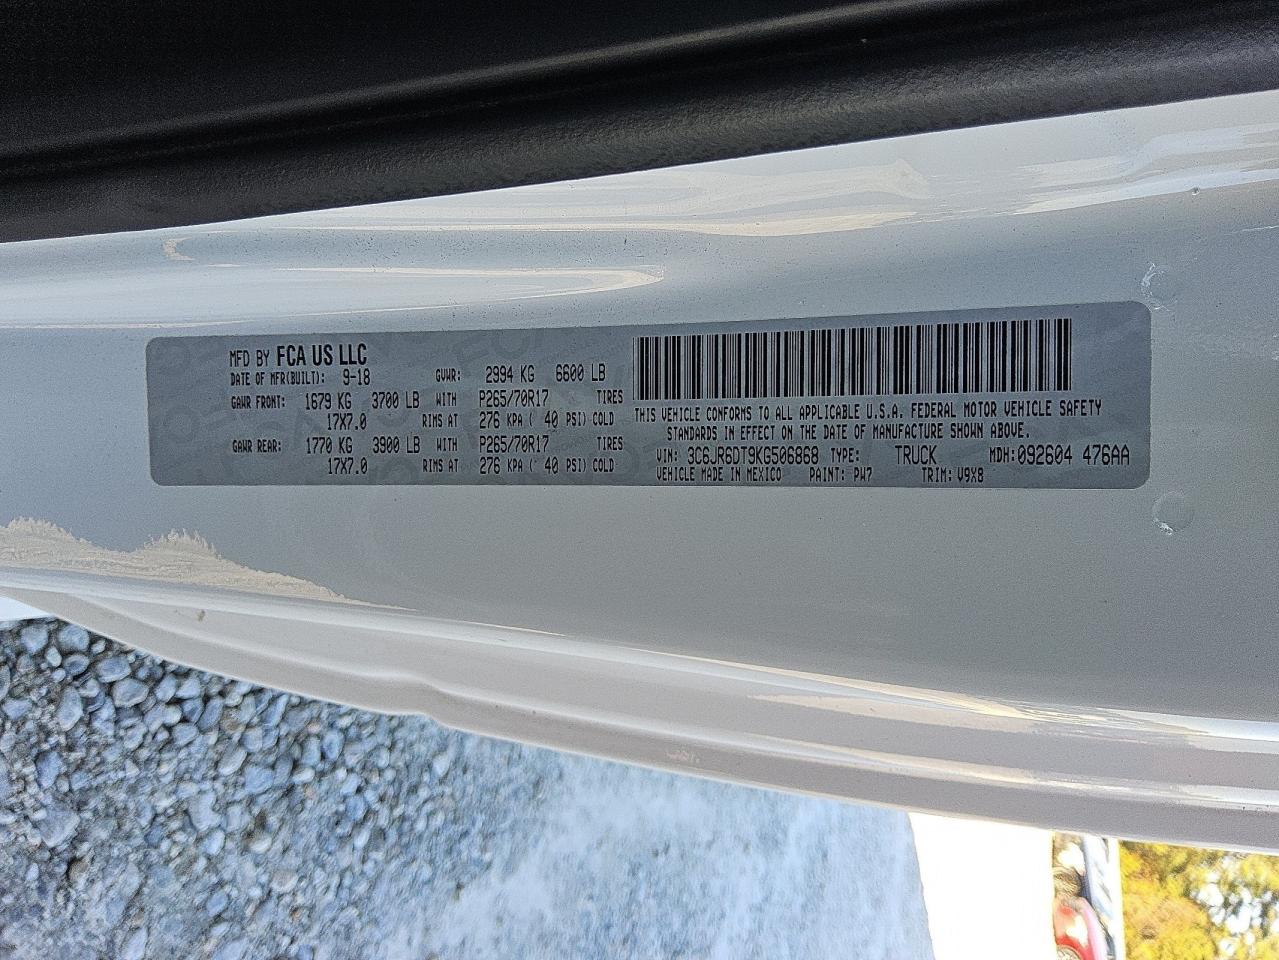 MFD BY FCA US LLC
DATE OF MFR(BUILT): 9-18 GVWR: 2994 KG 6600 LB
GAWR FRONT: 1679 KG 3700 LB WITH P265/70R17 TIRES
17X7.0 RIMS AT 276 KPA ( 40 PSI) COLD
GAWR REAR: 1770 KG 3900 LB WITH P265/70R17 TIRES
17X7.0 RIMS AT 276 KPA ( 40 PSI) COLD
THIS VEHICLE CONFORMS TO ALL APPLICABLE U.S.A. FEDERAL MOTOR VEHICLE SAFETY
STANDARDS IN EFFECT ON THE DATE OF MANUFACTURE SHOWN ABOVE.
VIN: 3C6JR6DT9KG506868 TYPE: TRUCK MDH:092604 476AA
VEHICLE MADE IN MEXICO PAINT: PW7 TRIM: V9X8